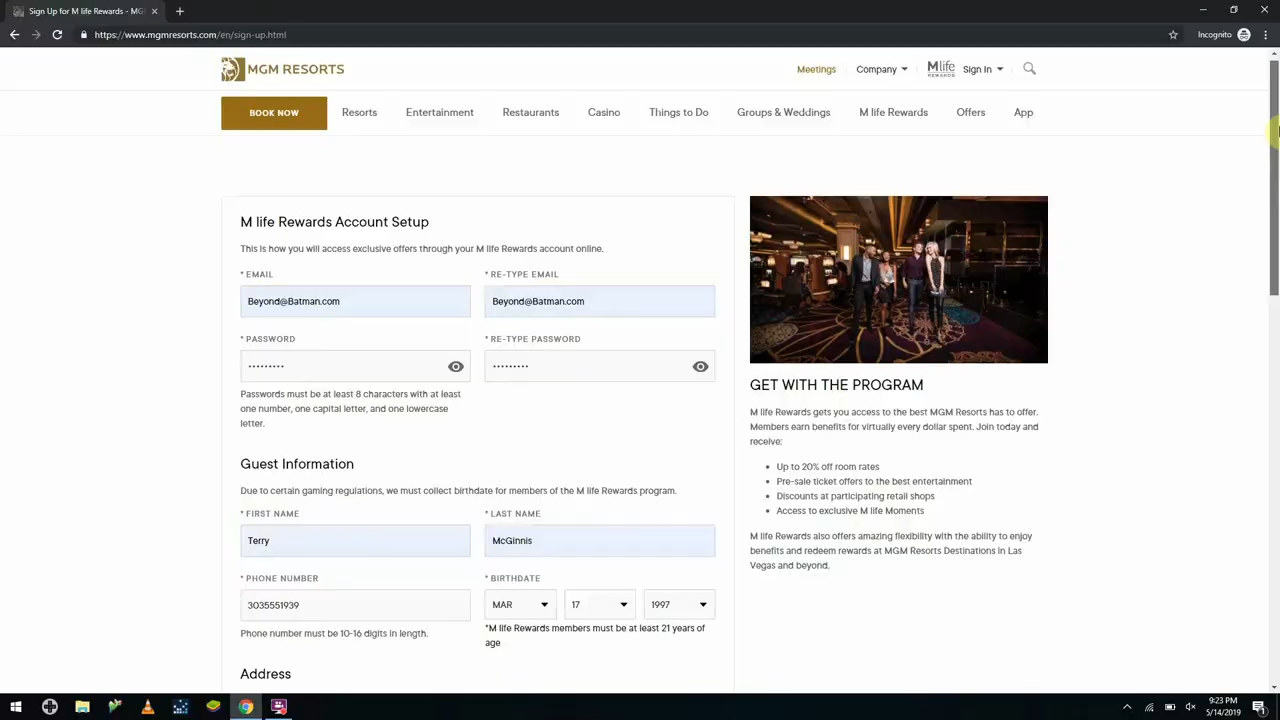 Sign Up for M life Rewards - MG
https://www.mgmresorts.com/en/sign-up.html
Incognito
MGM RESORTS
Meetings
Company
M life REWARDS
Sign In
BOOK NOW
Resorts
Entertainment
Restaurants
Casino
Things to Do
Groups & Weddings
M life Rewards
Offers
App
M life Rewards Account Setup
This is how you will access exclusive offers through your M life Rewards account online.
* EMAIL
* RE-TYPE EMAIL
Beyond@Batman.com
Beyond@Batman.com
* PASSWORD
* RE-TYPE PASSWORD
•••••••••
•••••••••
Passwords must be at least 8 characters with at least
one number, one capital letter, and one lowercase
letter.
Guest Information
Due to certain gaming regulations, we must collect birthdate for members of the M life Rewards program.
* FIRST NAME
* LAST NAME
Terry
McGinnis
* PHONE NUMBER
* BIRTHDATE
3035551939
MAR
17
1997
Phone number must be 10-16 digits in length.
*M life Rewards members must be at least 21 years of
age
Address
GET WITH THE PROGRAM
M life Rewards gets you access to the best MGM Resorts has to offer.
Members earn benefits for virtually every dollar spent. Join today and
receive:
• Up to 20% off room rates
• Pre-sale ticket offers to the best entertainment
• Discounts at participating retail shops
• Access to exclusive M life Moments
M life Rewards also offers amazing flexibility with the ability to enjoy
benefits and redeem rewards at MGM Resorts Destinations in Las
Vegas and beyond.
9:23 PM
5/14/2019